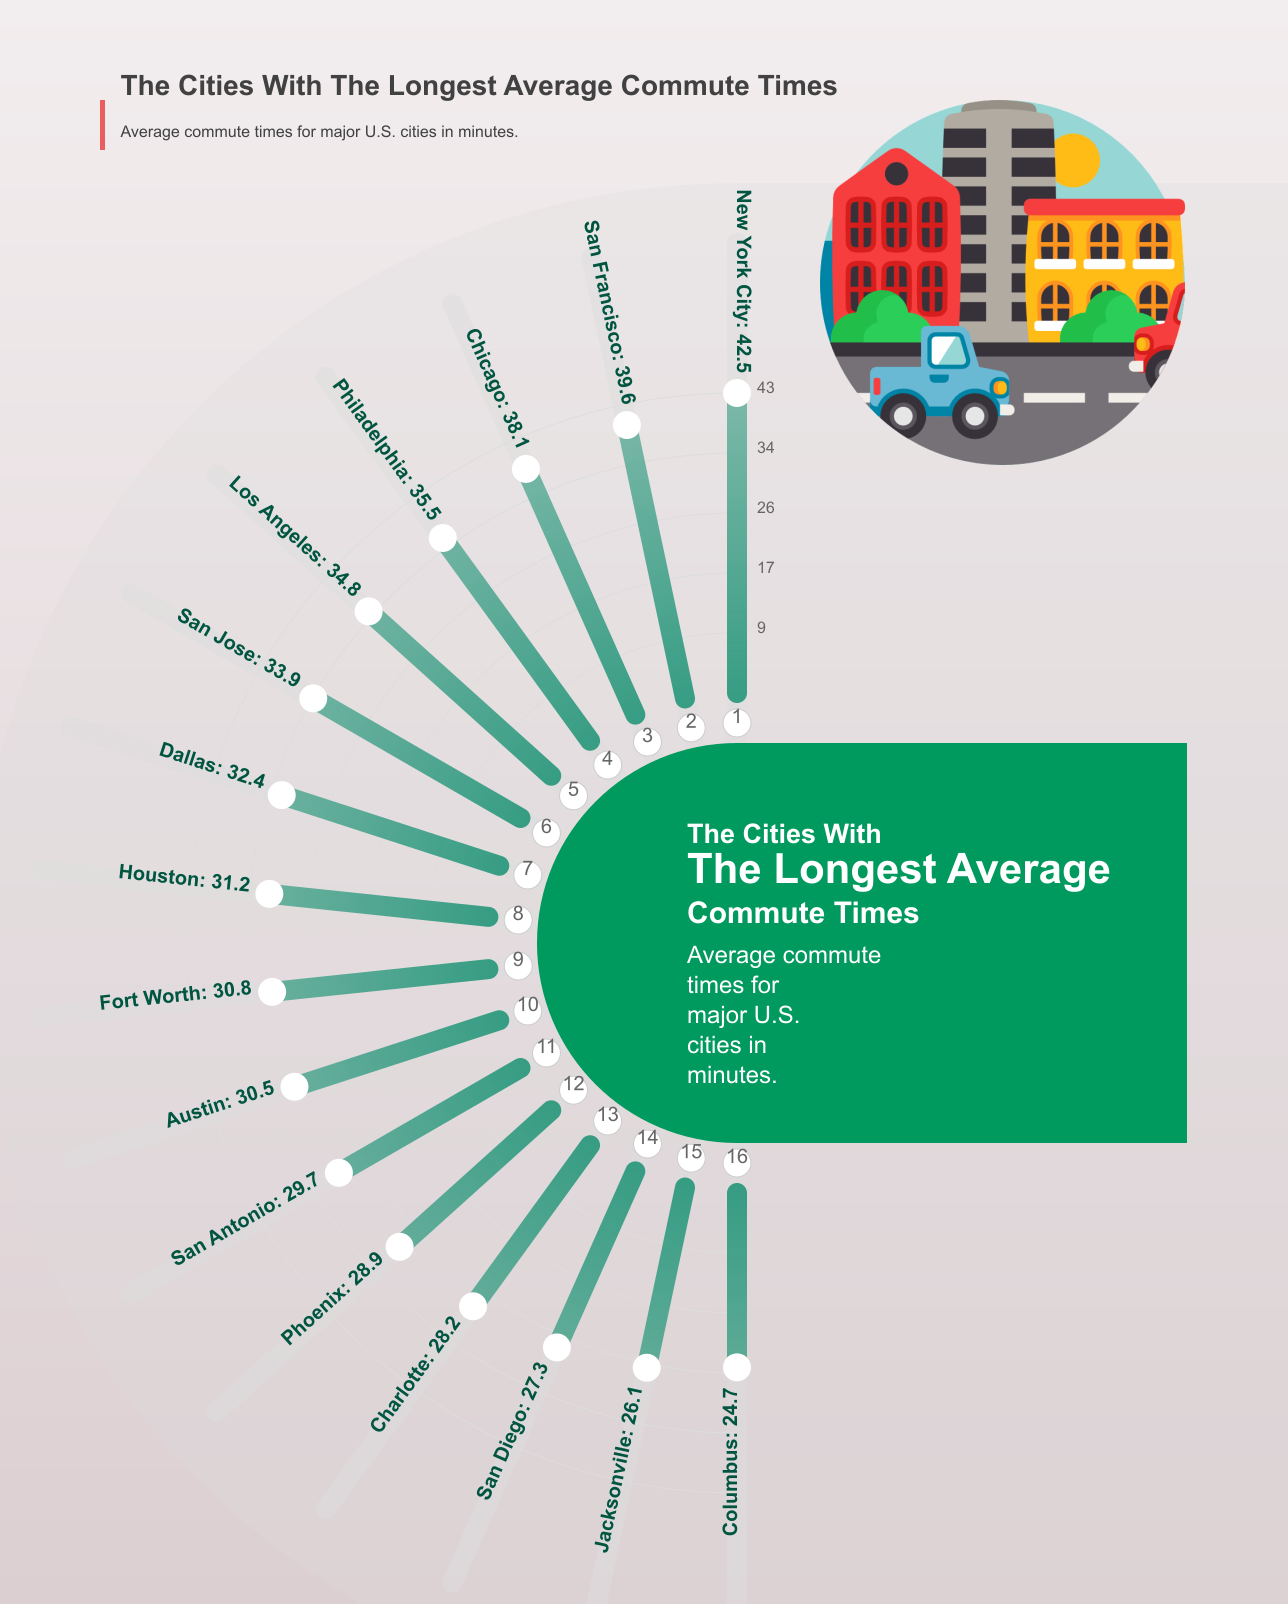 The Cities With The Longest Average Commute Times
Average commute times for major U.S. cities in minutes.
New York City: 42.5
San Francisco: 39.6
Chicago: 38.1
Philadelphia: 35.5
Los Angeles: 34.8
San Jose: 33.9
Dallas: 32.4
Houston: 31.2
Fort Worth: 30.8
Austin: 30.5
San Antonio: 29.7
Phoenix: 28.9
Charlotte: 28.2
San Diego: 27.3
Jacksonville: 26.1
Columbus: 24.7
43
34
26
17
9
1
2
3
4
5
6
7
8
9
10
11
12
13
14
15
16
The Cities With
The Longest Average
Commute Times
Average commute
times for
major U.S.
cities in
minutes.